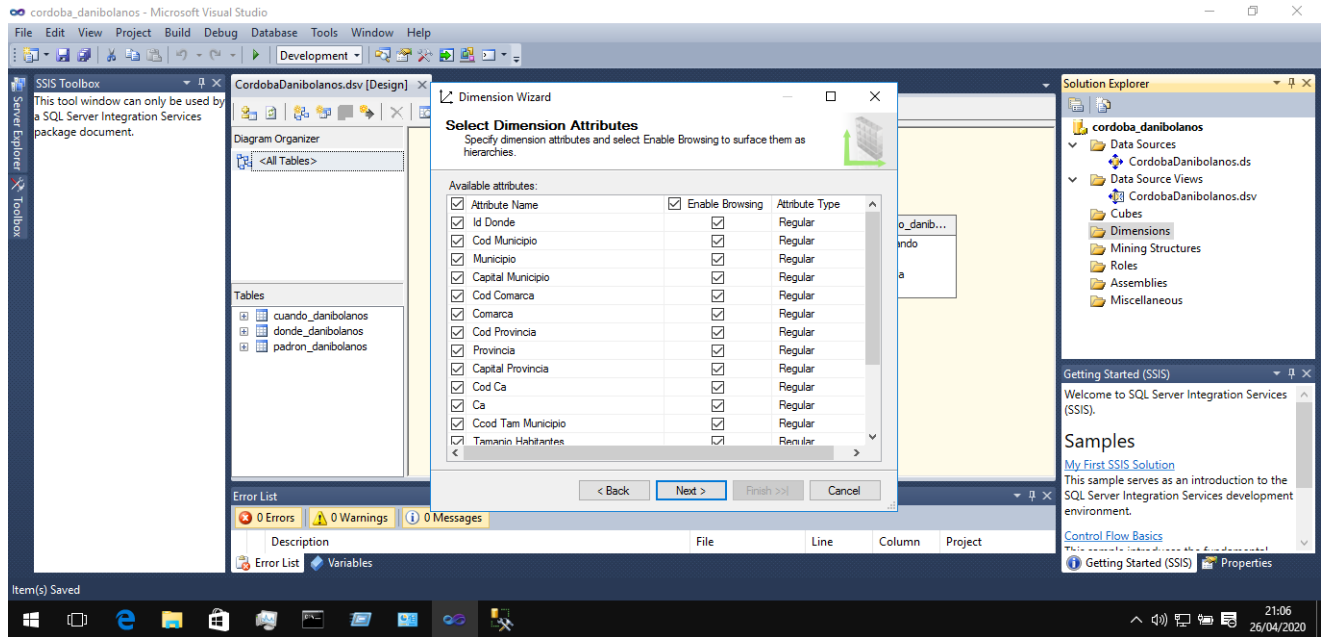 cordoba_danibolanos - Microsoft Visual Studio
File Edit View Project Build Debug Database Tools Window Help
Development
SSIS Toolbox
This tool window can only be used by
a SQL Server Integration Services
package document.
Server Explorer
Toolbox
CordobaDanibolanos.dsv [Design]
Diagram Organizer
<All Tables>
Tables
cuando_danibolanos
donde_danibolanos
padron_danibolanos
Dimension Wizard
Select Dimension Attributes
Specify dimension attributes and select Enable Browsing to surface them as
hierarchies.
Available attributes:
Attribute Name Enable Browsing Attribute Type
Id Donde Regular
Cod Municipio Regular
Municipio Regular
Capital Municipio Regular
Cod Comarca Regular
Comarca Regular
Cod Provincia Regular
Provincia Regular
Capital Provincia Regular
Cod Ca Regular
Ca Regular
Ccod Tam Municipio Regular
Tamanio Habitantes Regular
< Back Next > Finish >>| Cancel
o_danib...
ando
a
Error List
0 Errors 0 Warnings 0 Messages
Description File Line Column Project
Error List Variables
Solution Explorer
cordoba_danibolanos
Data Sources
CordobaDanibolanos.ds
Data Source Views
CordobaDanibolanos.dsv
Cubes
Dimensions
Mining Structures
Roles
Assemblies
Miscellaneous
Getting Started (SSIS)
Welcome to SQL Server Integration Services
(SSIS).
Samples
My First SSIS Solution
This sample serves as an introduction to the
SQL Server Integration Services development
environment.
Control Flow Basics
This sample introduces the fundamental
Getting Started (SSIS) Properties
Item(s) Saved
21:06
26/04/2020